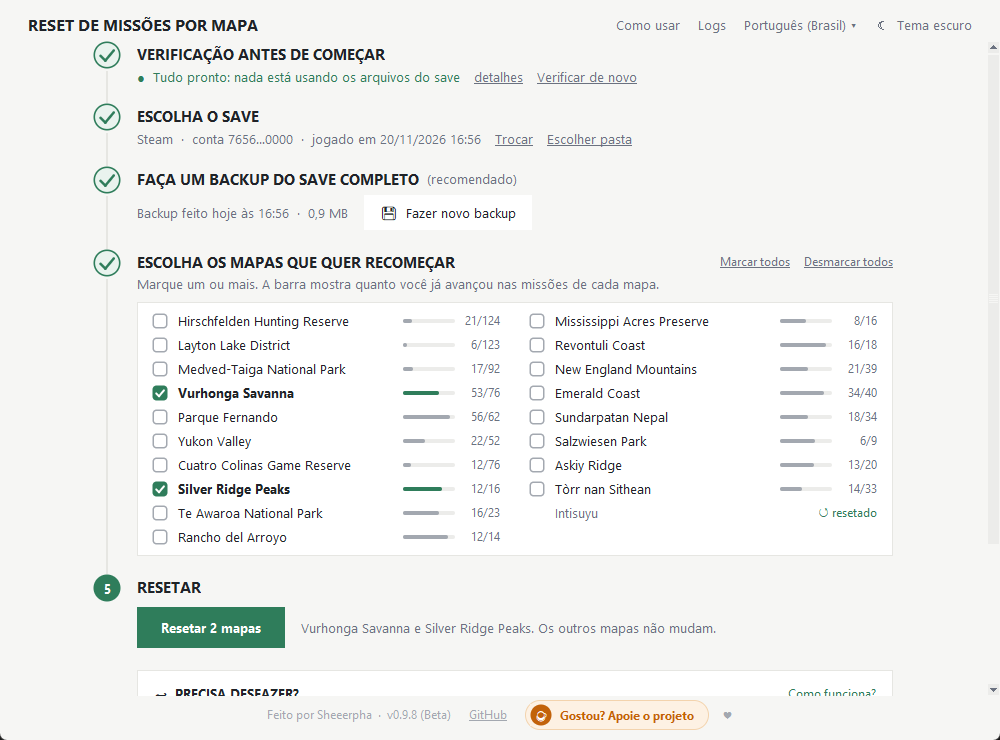 RESET DE MISSÕES POR MAPA
Como usar Logs Português (Brasil) ▾ ☾ Tema escuro
VERIFICAÇÃO ANTES DE COMEÇAR
● Tudo pronto: nada está usando os arquivos do save detalhes Verificar de novo
ESCOLHA O SAVE
Steam · conta 7656...0000 · jogado em 20/11/2026 16:56 Trocar Escolher pasta
FAÇA UM BACKUP DO SAVE COMPLETO (recomendado)
Backup feito hoje às 16:56 · 0,9 MB Fazer novo backup
ESCOLHA OS MAPAS QUE QUER RECOMEÇAR Marcar todos Desmarcar todos
Marque um ou mais. A barra mostra quanto você já avançou nas missões de cada mapa.
Hirschfelden Hunting Reserve 21/124
Layton Lake District 6/123
Medved-Taiga National Park 17/92
Vurhonga Savanna 53/76
Parque Fernando 56/62
Yukon Valley 22/52
Cuatro Colinas Game Reserve 12/76
Silver Ridge Peaks 12/16
Te Awaroa National Park 16/23
Rancho del Arroyo 12/14
Mississippi Acres Preserve 8/16
Revontuli Coast 16/18
New England Mountains 21/39
Emerald Coast 34/40
Sundarpatan Nepal 18/34
Salzwiesen Park 6/9
Askiy Ridge 13/20
Tòrr nan Sithean 14/33
Intisuyu resetado
5 RESETAR
Resetar 2 mapas Vurhonga Savanna e Silver Ridge Peaks. Os outros mapas não mudam.
PRECISA DESFAZER? Como funciona?
Feito por Sheeerpha · v0.9.8 (Beta) GitHub Gostou? Apoie o projeto ♥